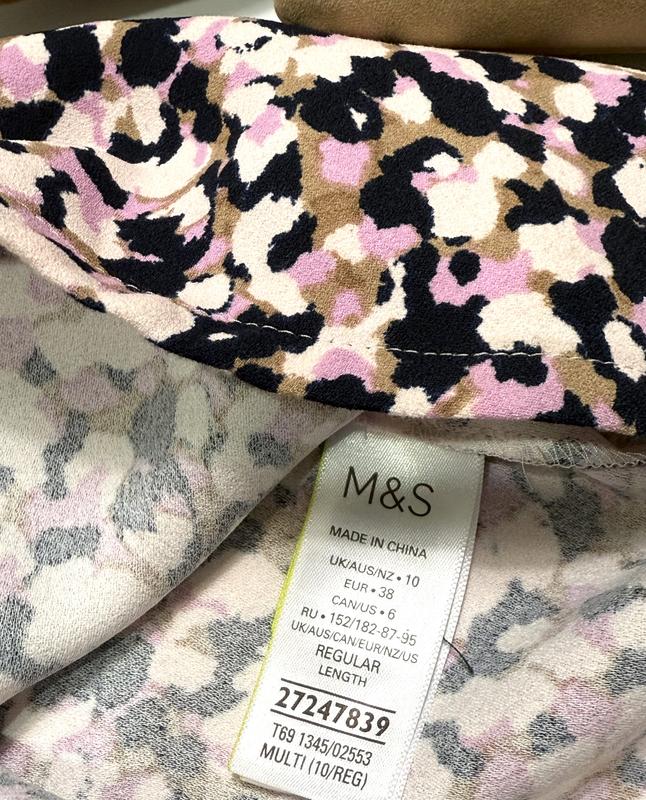 M&S
MADE IN CHINA
UK/AUS/NZ • 10
EUR • 38
CAN/US • 6
RU • 152/182-87-95
UK/AUS/CAN/EUR/NZ/US
REGULAR
LENGTH
27247839
T69 1345/02553
MULTI (10/REG)